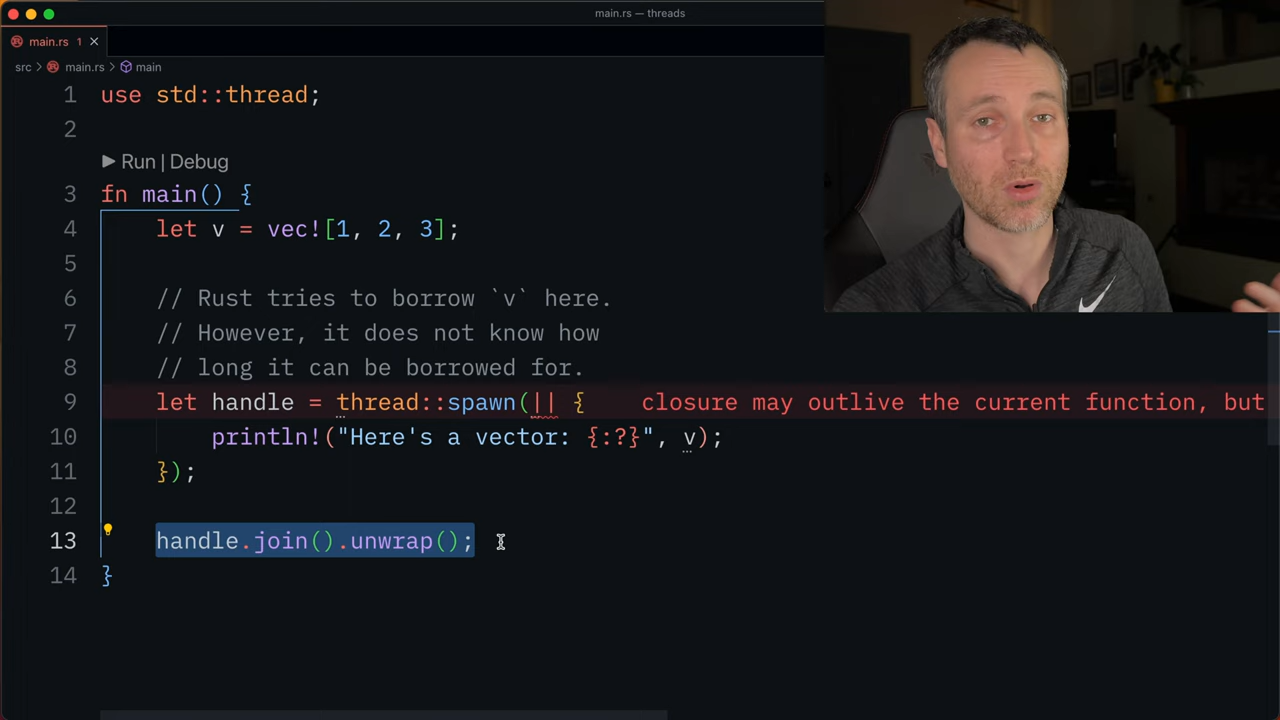 main.rs — threads
main.rs 1
src > main.rs > main
1 use std::thread;
2
Run | Debug
3 fn main() {
4 let v = vec![1, 2, 3];
5
6 // Rust tries to borrow `v` here.
7 // However, it does not know how
8 // long it can be borrowed for.
9 let handle = thread::spawn(|| { closure may outlive the current function, but
10 println!("Here's a vector: {:?}", v);
11 });
12
13 handle.join().unwrap();
14 }